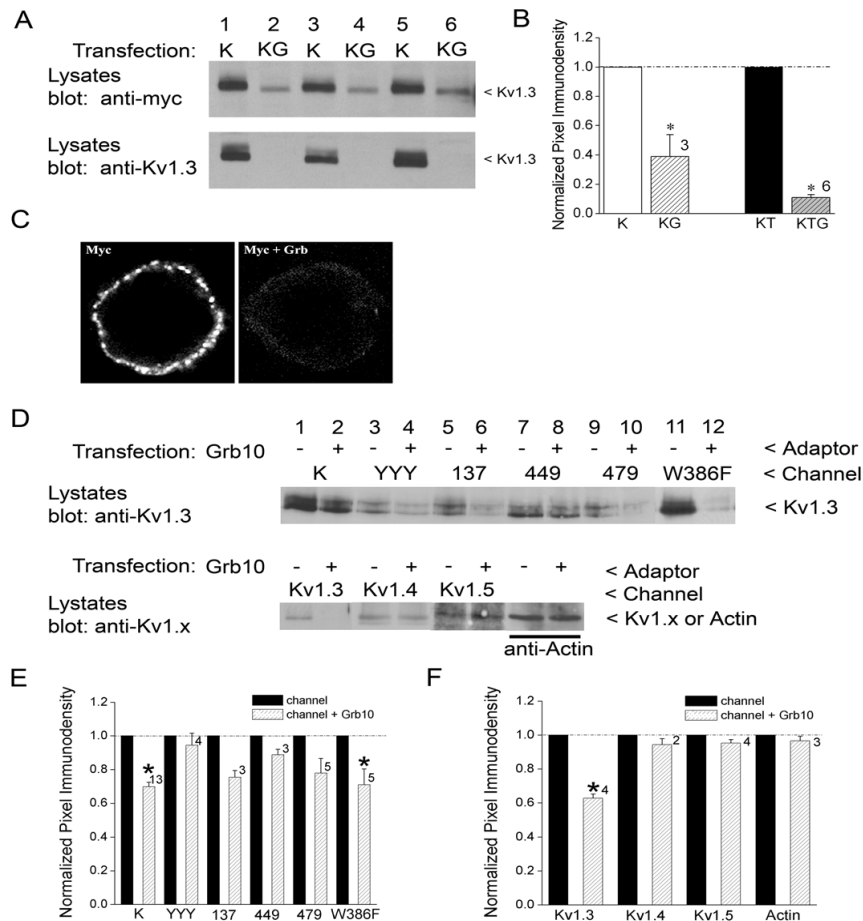 A
1 2 3 4 5 6
Transfection: K KG K KG K KG
Lysates
blot: anti-myc
< Kv1.3
Lysates
blot: anti-Kv1.3
< Kv1.3
B
Normalized Pixel Immunodensity
1.2
1.0
0.8
0.6
0.4
0.2
0.0
* 3
* 6
K KG KT KTG
C
Myc
Myc + Grb
D
1 2 3 4 5 6 7 8 9 10 11 12
Transfection: Grb10 - + - + - + - + - + - + < Adaptor
K YYY 137 449 479 W386F < Channel
Lystates
blot: anti-Kv1.3
< Kv1.3
Transfection: Grb10 - + - + - + - + < Adaptor
Kv1.3 Kv1.4 Kv1.5 < Channel
Lystates
blot: anti-Kv1.x
< Kv1.x or Actin
anti-Actin
E
Normalized Pixel Immunodensity
1.2
1.0
0.8
0.6
0.4
0.2
0.0
channel
channel + Grb10
* 13
4
3
3
5
* 5
K YYY 137 449 479 W386F
F
Normalized Pixel Immunodensity
1.2
1.0
0.8
0.6
0.4
0.2
0.0
channel
channel + Grb10
* 4
2
4
3
Kv1.3 Kv1.4 Kv1.5 Actin